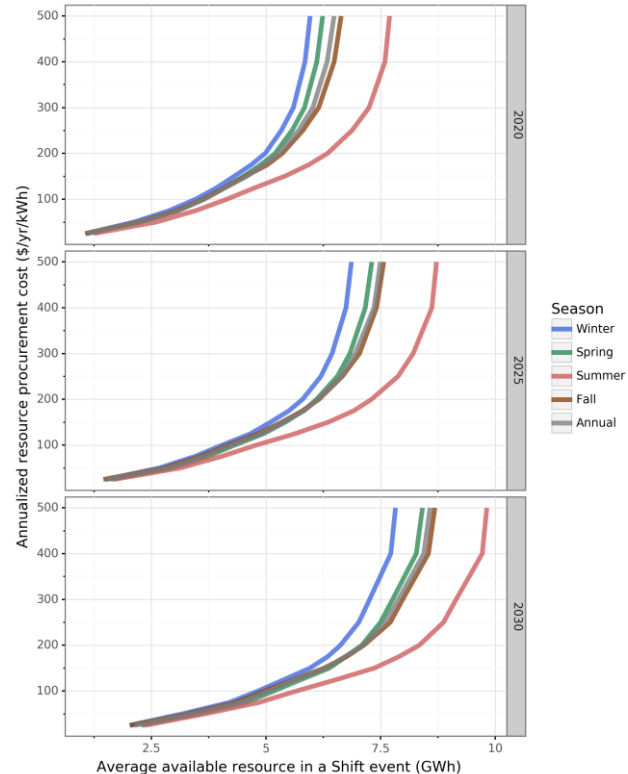 500
400
300
200
100
2020
500
400
300
200
100
2025
500
400
300
200
100
2030
2.5
5
7.5
10
Annualized resource procurement cost ($/yr/kWh)
Average available resource in a Shift event (GWh)
Season
Winter
Spring
Summer
Fall
Annual